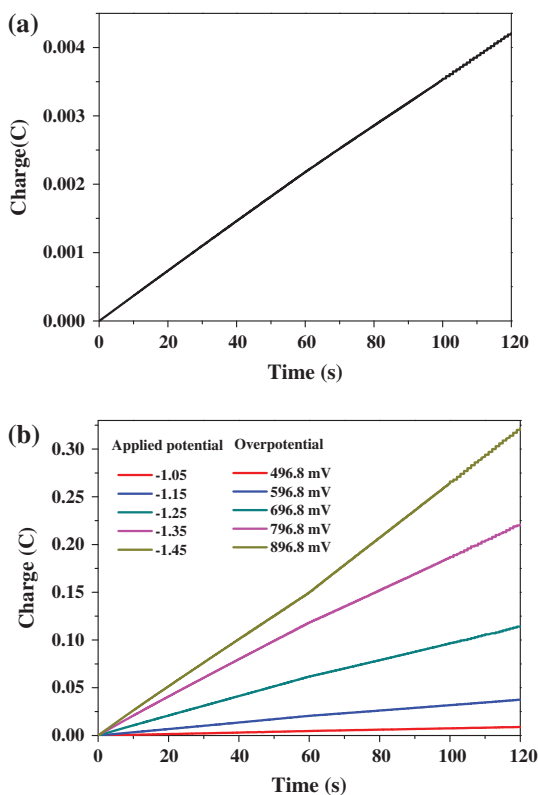 (a)
0.004
0.003
0.002
0.001
0.000
Charge(C)
0 20 40 60 80 100 120
Time (s)
(b)
0.30
0.25
0.20
0.15
0.10
0.05
0.00
Charge (C)
Applied potential Overpotential
-1.05 496.8 mV
-1.15 596.8 mV
-1.25 696.8 mV
-1.35 796.8 mV
-1.45 896.8 mV
0 20 40 60 80 100 120
Time (s)